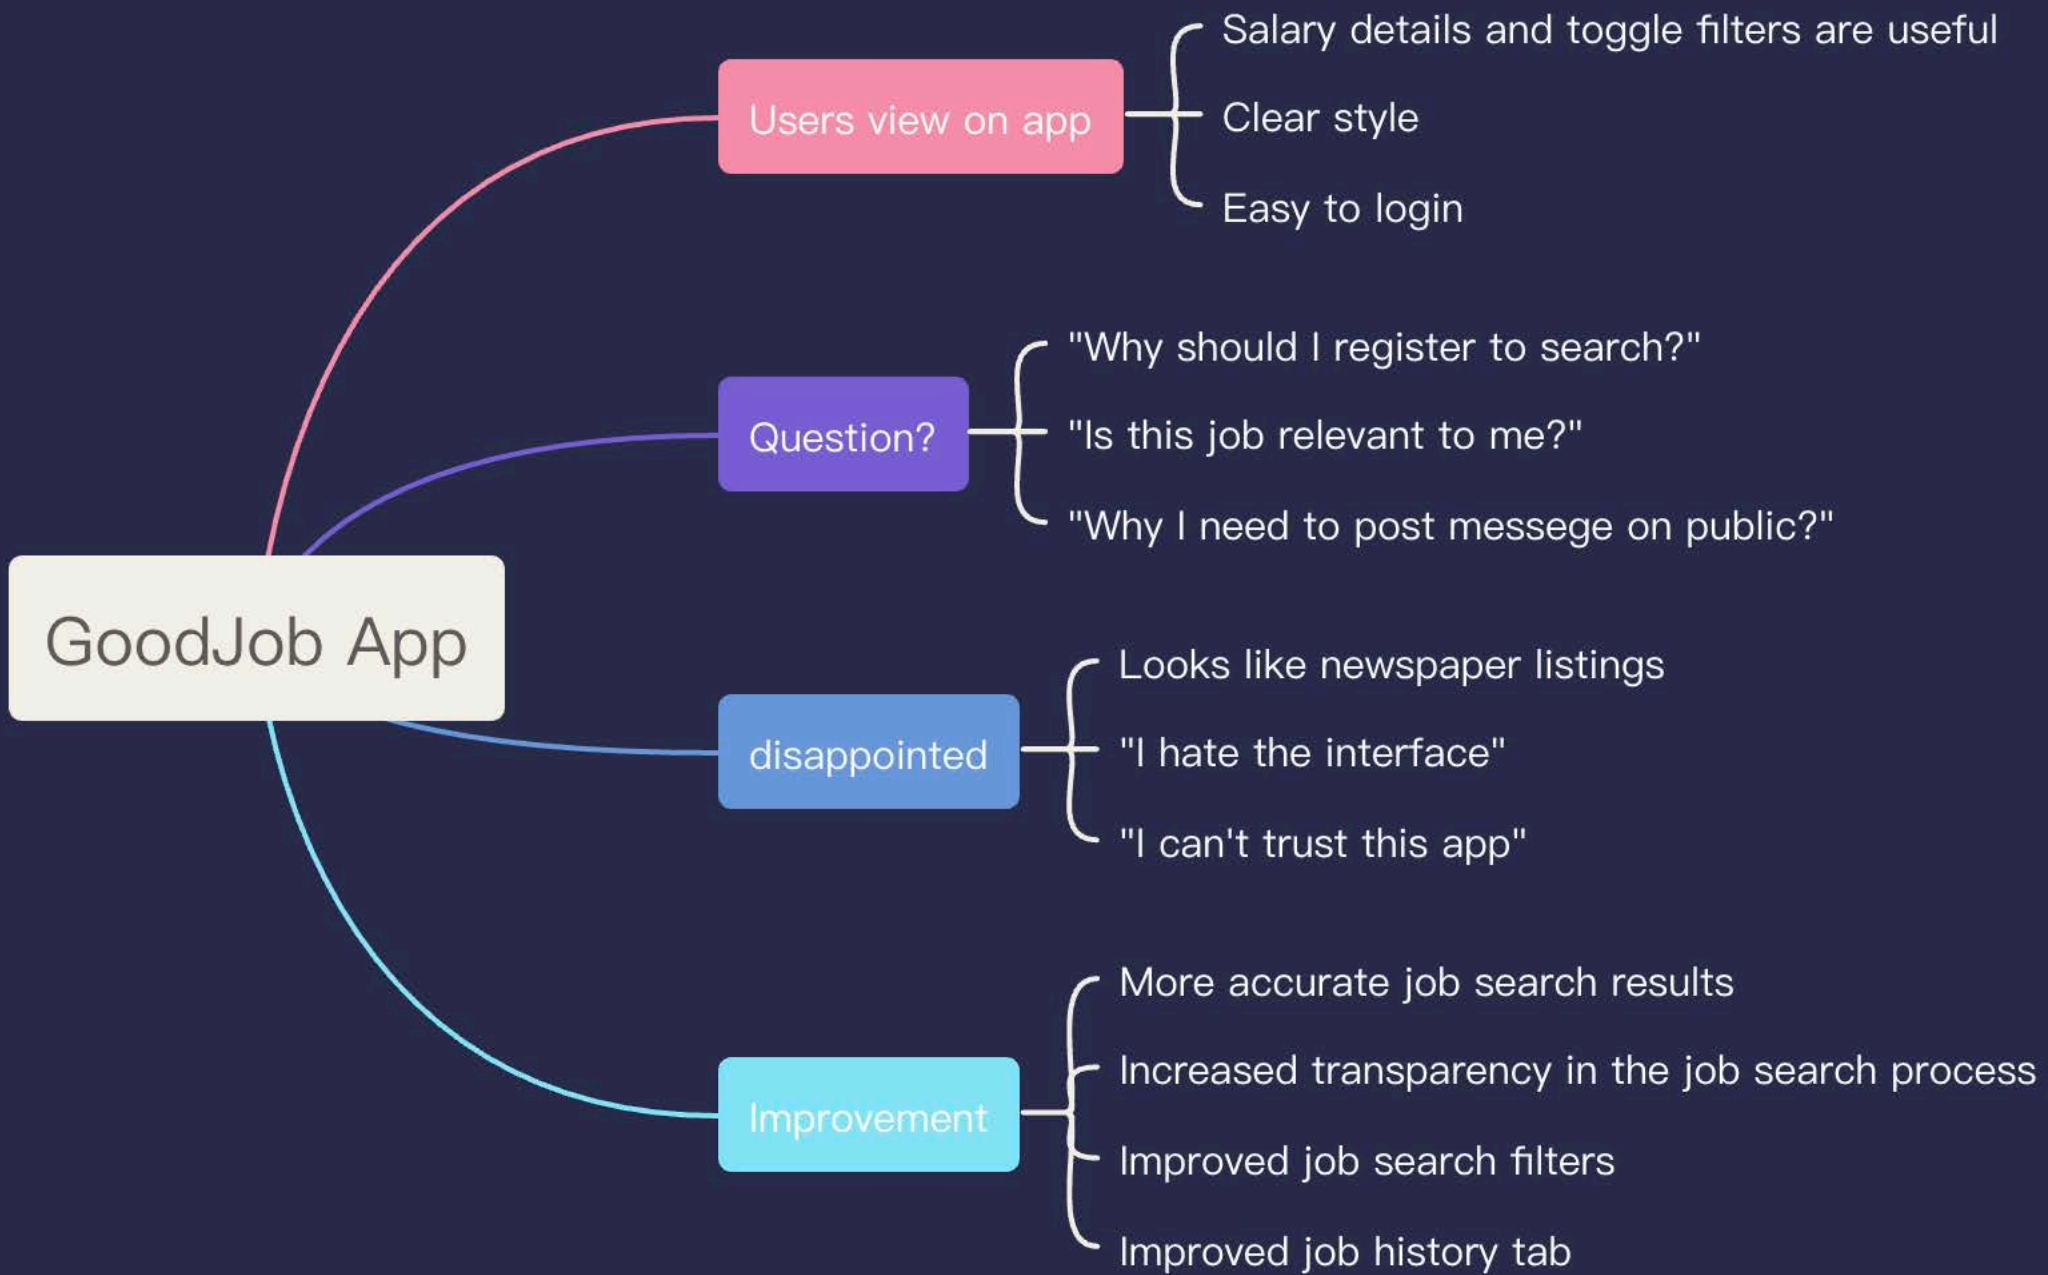 GoodJob App
Users view on app
Salary details and toggle filters are useful
Clear style
Easy to login
Question?
"Why should I register to search?"
"Is this job relevant to me?"
"Why I need to post messege on public?"
disappointed
Looks like newspaper listings
"I hate the interface"
"I can't trust this app"
Improvement
More accurate job search results
Increased transparency in the job search process
Improved job search filters
Improved job history tab